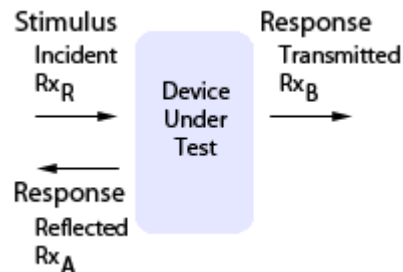 Stimulus
Incident
RxR
Response
Reflected
RxA
Device
Under
Test
Response
Transmitted
RxB